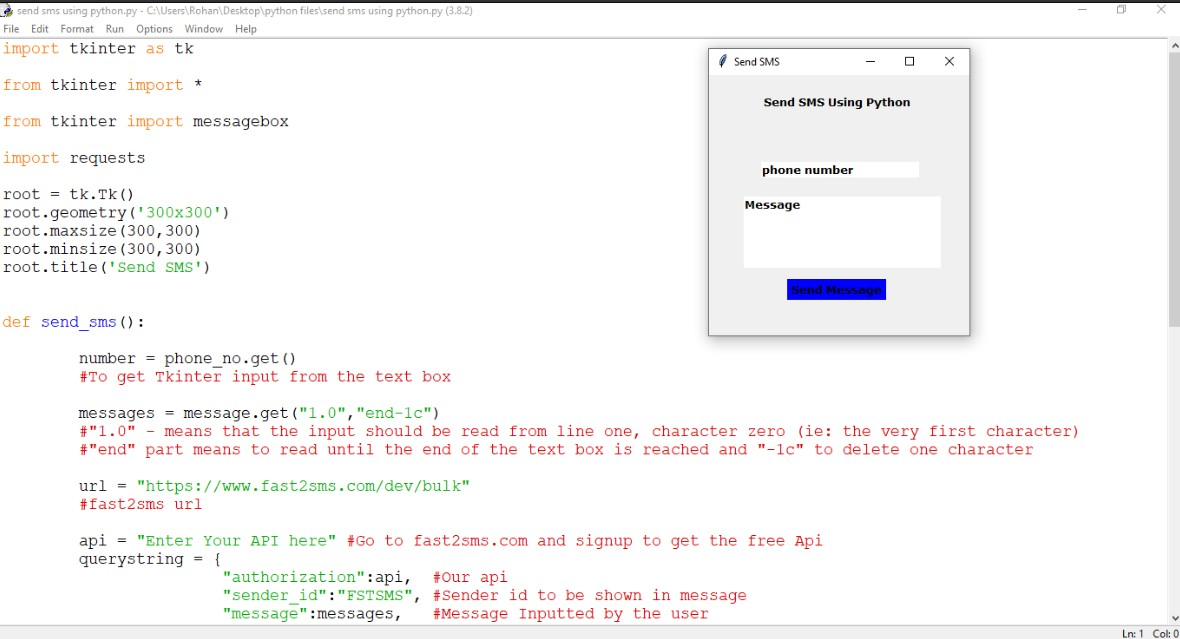 send sms using python.py - C:\Users\Rohan\Desktop\python files\send sms using python.py (3.8.2)
File Edit Format Run Options Window Help
import tkinter as tk
from tkinter import *
from tkinter import messagebox
import requests
root = tk.Tk()
root.geometry('300x300')
root.maxsize(300,300)
root.minsize(300,300)
root.title('Send SMS')
def send_sms():
number = phone_no.get()
#To get Tkinter input from the text box
messages = message.get("1.0","end-1c")
#"1.0" - means that the input should be read from line one, character zero (ie: the very first character)
#"end" part means to read until the end of the text box is reached and "-1c" to delete one character
url = "https://www.fast2sms.com/dev/bulk"
#fast2sms url
api = "Enter Your API here" #Go to fast2sms.com and signup to get the free Api
querystring = {
"authorization":api, #Our api
"sender_id":"FSTSMS", #Sender id to be shown in message
"message":messages, #Message Inputted by the user
Send SMS
Send SMS Using Python
phone number
Message
Send Message
Ln: 1 Col: 0